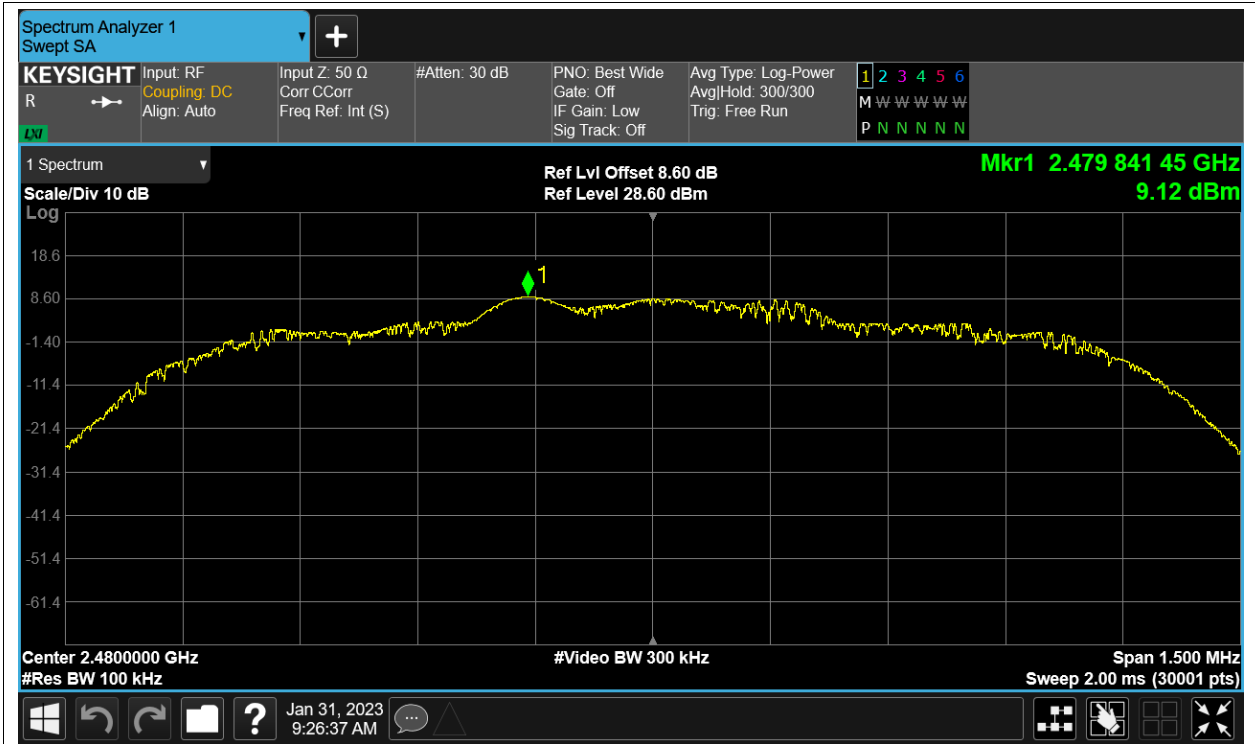 Spectrum Analyzer 1
Swept SA
+
KEYSIGHT
R
LXI
Input: RF
Coupling: DC
Align: Auto
Input Z: 50 Ω
Corr CCorr
Freq Ref: Int (S)
#Atten: 30 dB
PNO: Best Wide
Gate: Off
IF Gain: Low
Sig Track: Off
Avg Type: Log-Power
Avg|Hold: 300/300
Trig: Free Run
1 2 3 4 5 6
M W W W W W
P N N N N N
1 Spectrum
Scale/Div 10 dB
Ref Lvl Offset 8.60 dB
Ref Level 28.60 dBm
Mkr1 2.479 841 45 GHz
9.12 dBm
Log
18.6
8.60
-1.40
-11.4
-21.4
-31.4
-41.4
-51.4
-61.4
1
Center 2.4800000 GHz
#Res BW 100 kHz
#Video BW 300 kHz
Span 1.500 MHz
Sweep 2.00 ms (30001 pts)
?
Jan 31, 2023
9:26:37 AM